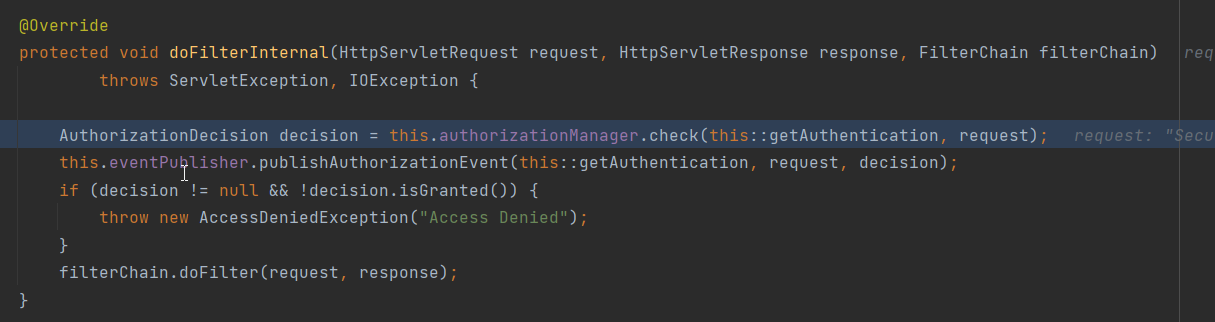 @Override
protected void doFilterInternal(HttpServletRequest request, HttpServletResponse response, FilterChain filterChain)  req
        throws ServletException, IOException {
    AuthorizationDecision decision = this.authorizationManager.check(this::getAuthentication, request);  request: "Secu
    this.eventPublisher.publishAuthorizationEvent(this::getAuthentication, request, decision);
    if (decision != null && !decision.isGranted()) {
        throw new AccessDeniedException("Access Denied");
    }
    filterChain.doFilter(request, response);
}